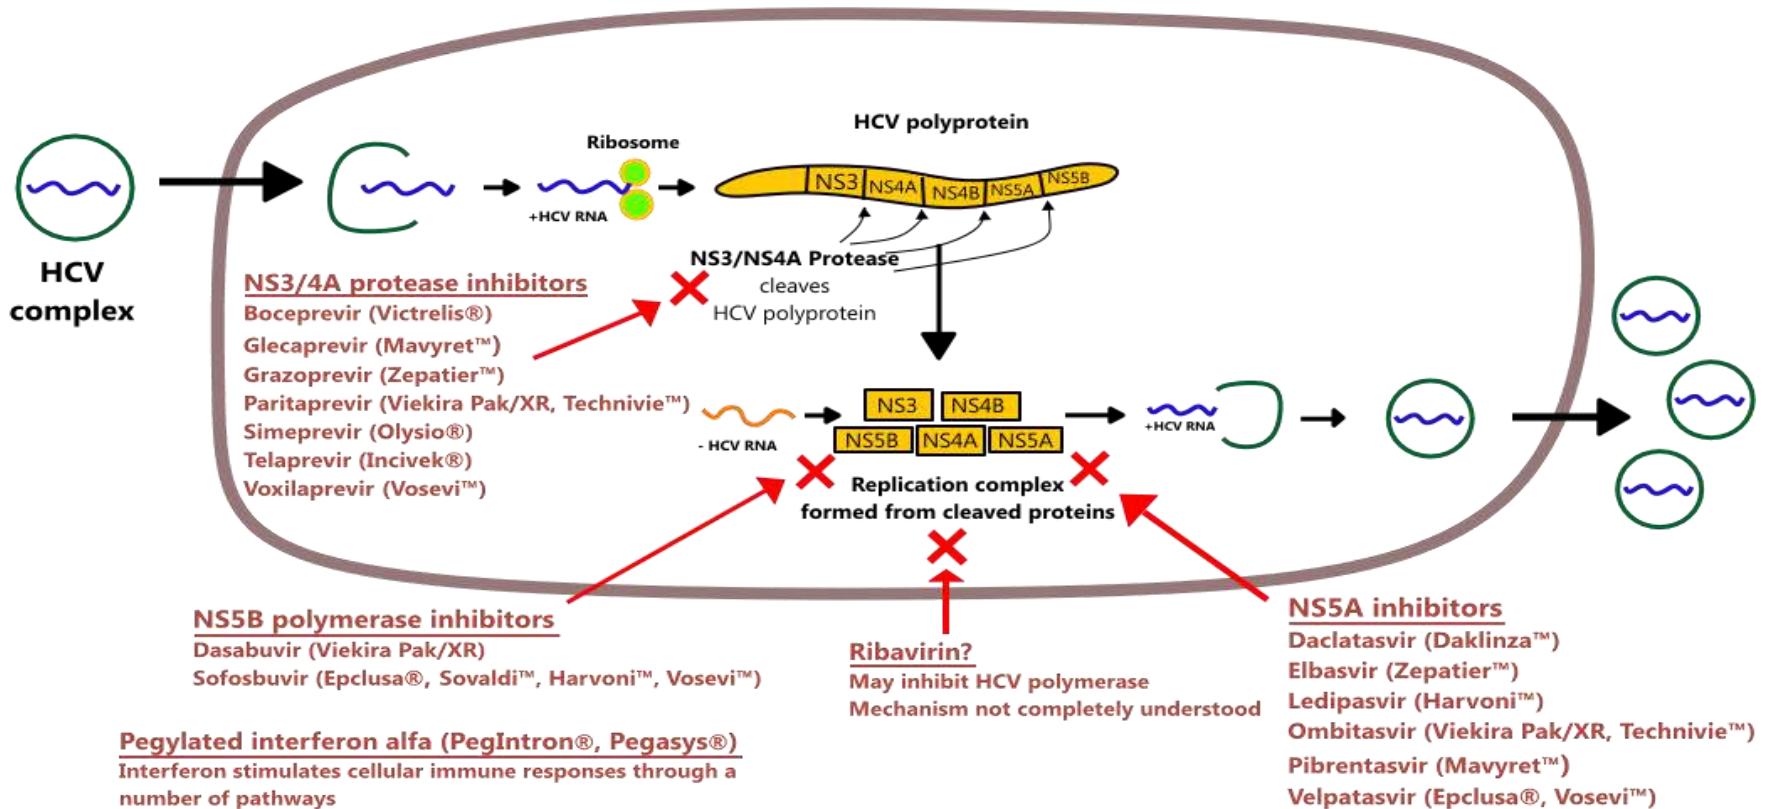 HCV polyprotein
Ribosome
+HCV RNA
NS3 NS4A NS4B NS5A NS5B
HCV
complex
NS3/NS4A Protease
cleaves
HCV polyprotein
NS3/4A protease inhibitors
Boceprevir (Victrelis®)
Glecaprevir (Mavyret™)
Grazoprevir (Zepatier™)
Paritaprevir (Viekira Pak/XR, Technivie™)
Simeprevir (Olysio®)
Telaprevir (Incivek®)
Voxilaprevir (Vosevi™)
- HCV RNA
NS3 NS4B
NS5B NS4A NS5A
+HCV RNA
Replication complex
formed from cleaved proteins
NS5B polymerase inhibitors
Dasabuvir (Viekira Pak/XR)
Sofosbuvir (Epclusa®, Sovaldi™, Harvoni™, Vosevi™)
Ribavirin?
May inhibit HCV polymerase
Mechanism not completely understood
NS5A inhibitors
Daclatasvir (Daklinza™)
Elbasvir (Zepatier™)
Ledipasvir (Harvoni™)
Ombitasvir (Viekira Pak/XR, Technivie™)
Pibrentasvir (Mavyret™)
Velpatasvir (Epclusa®, Vosevi™)
Pegylated interferon alfa (PegIntron®, Pegasys®)
Interferon stimulates cellular immune responses through a
number of pathways